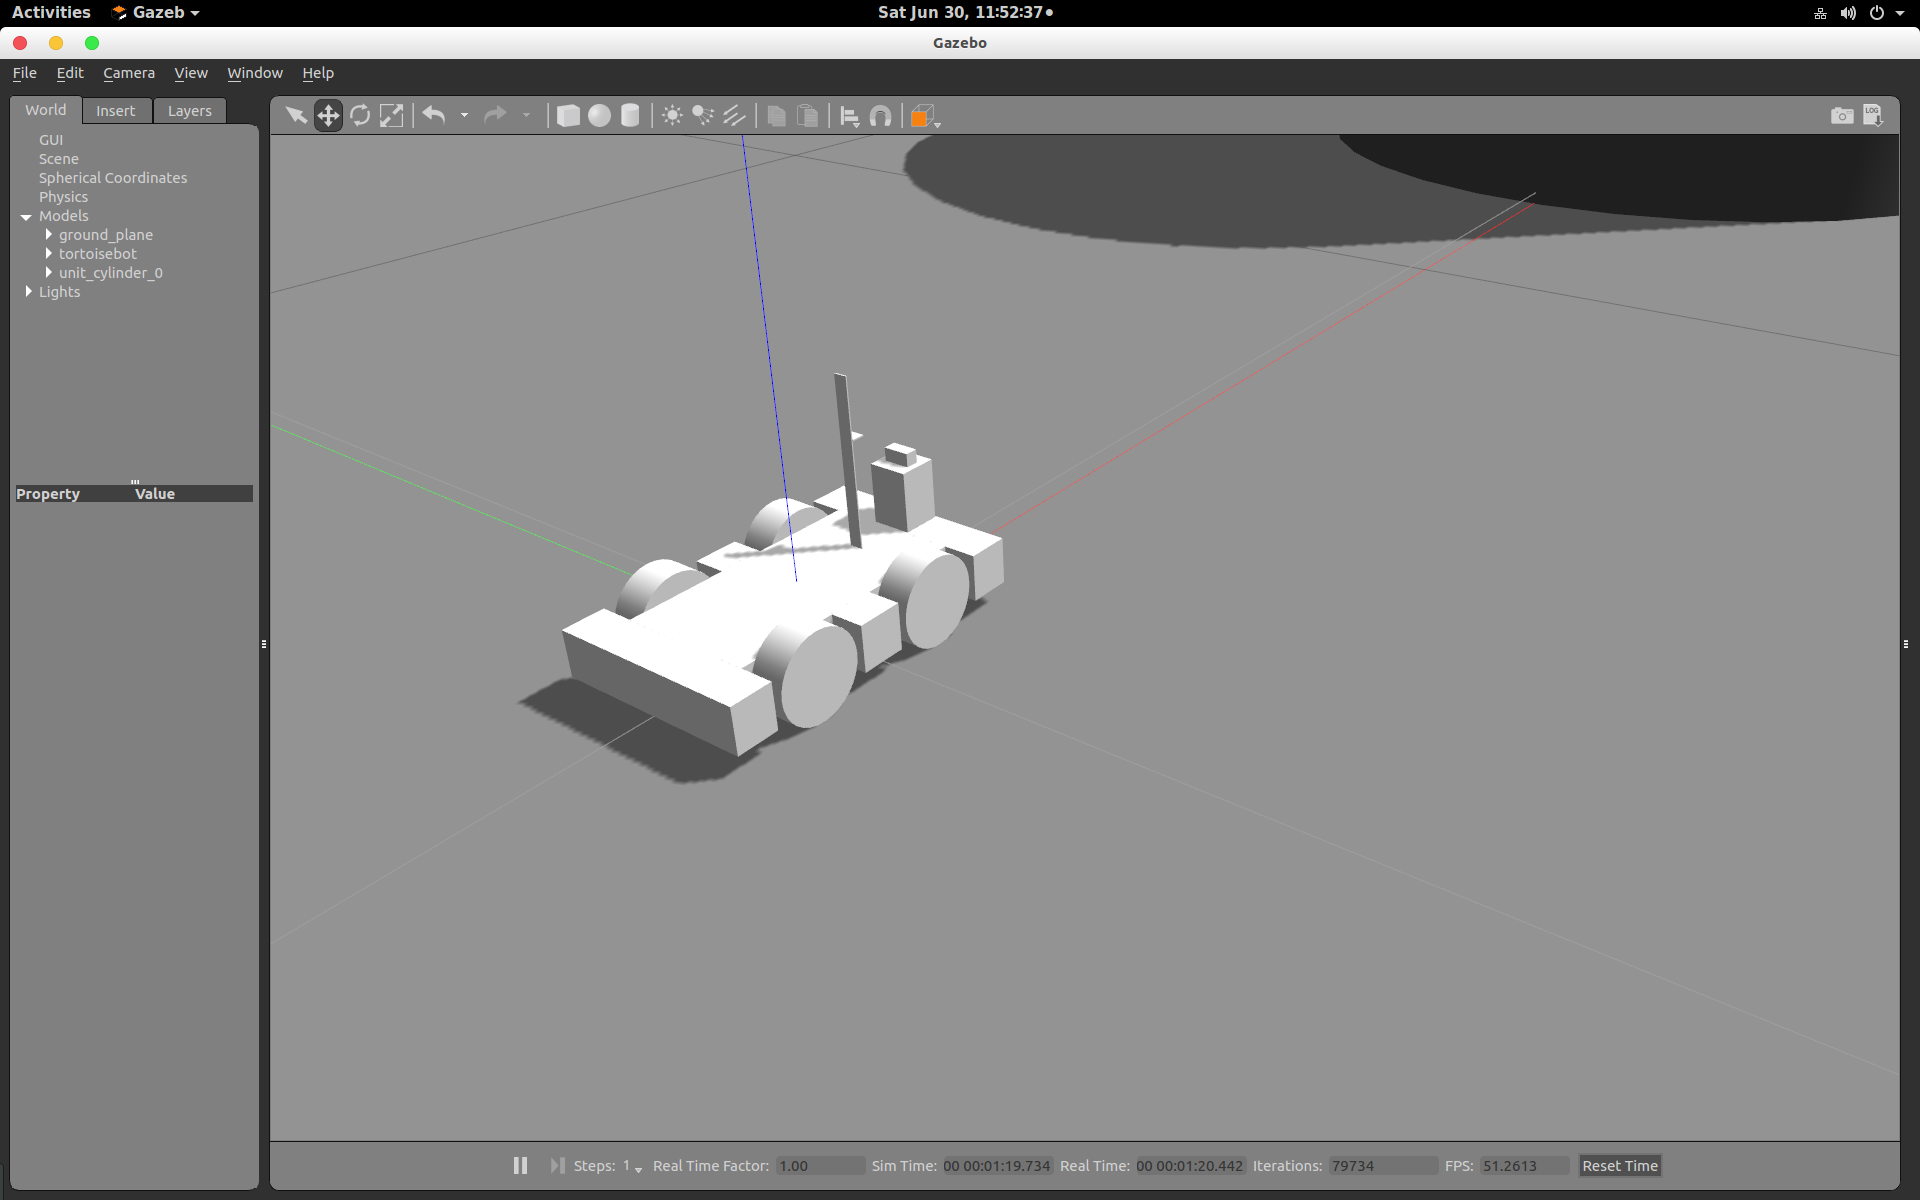 Activities Gazeb Sat Jun 30, 11:52:37
Gazebo
File Edit Camera View Window Help
World Insert Layers
LOG
GUI
Scene
Spherical Coordinates
Physics
Models
ground_plane
tortoisebot
unit_cylinder_0
Lights
Property Value
Steps: 1 Real Time Factor: 1.00 Sim Time: 00 00:01:19.734 Real Time: 00 00:01:20.442 Iterations: 79734 FPS: 51.2613 Reset Time